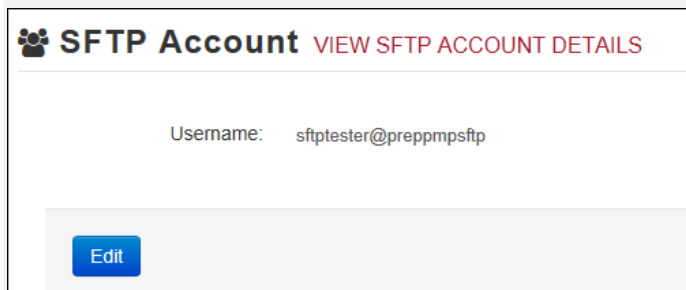 SFTP Account VIEW SFTP ACCOUNT DETAILS
Username: sftptester@preppmpsftp
Edit